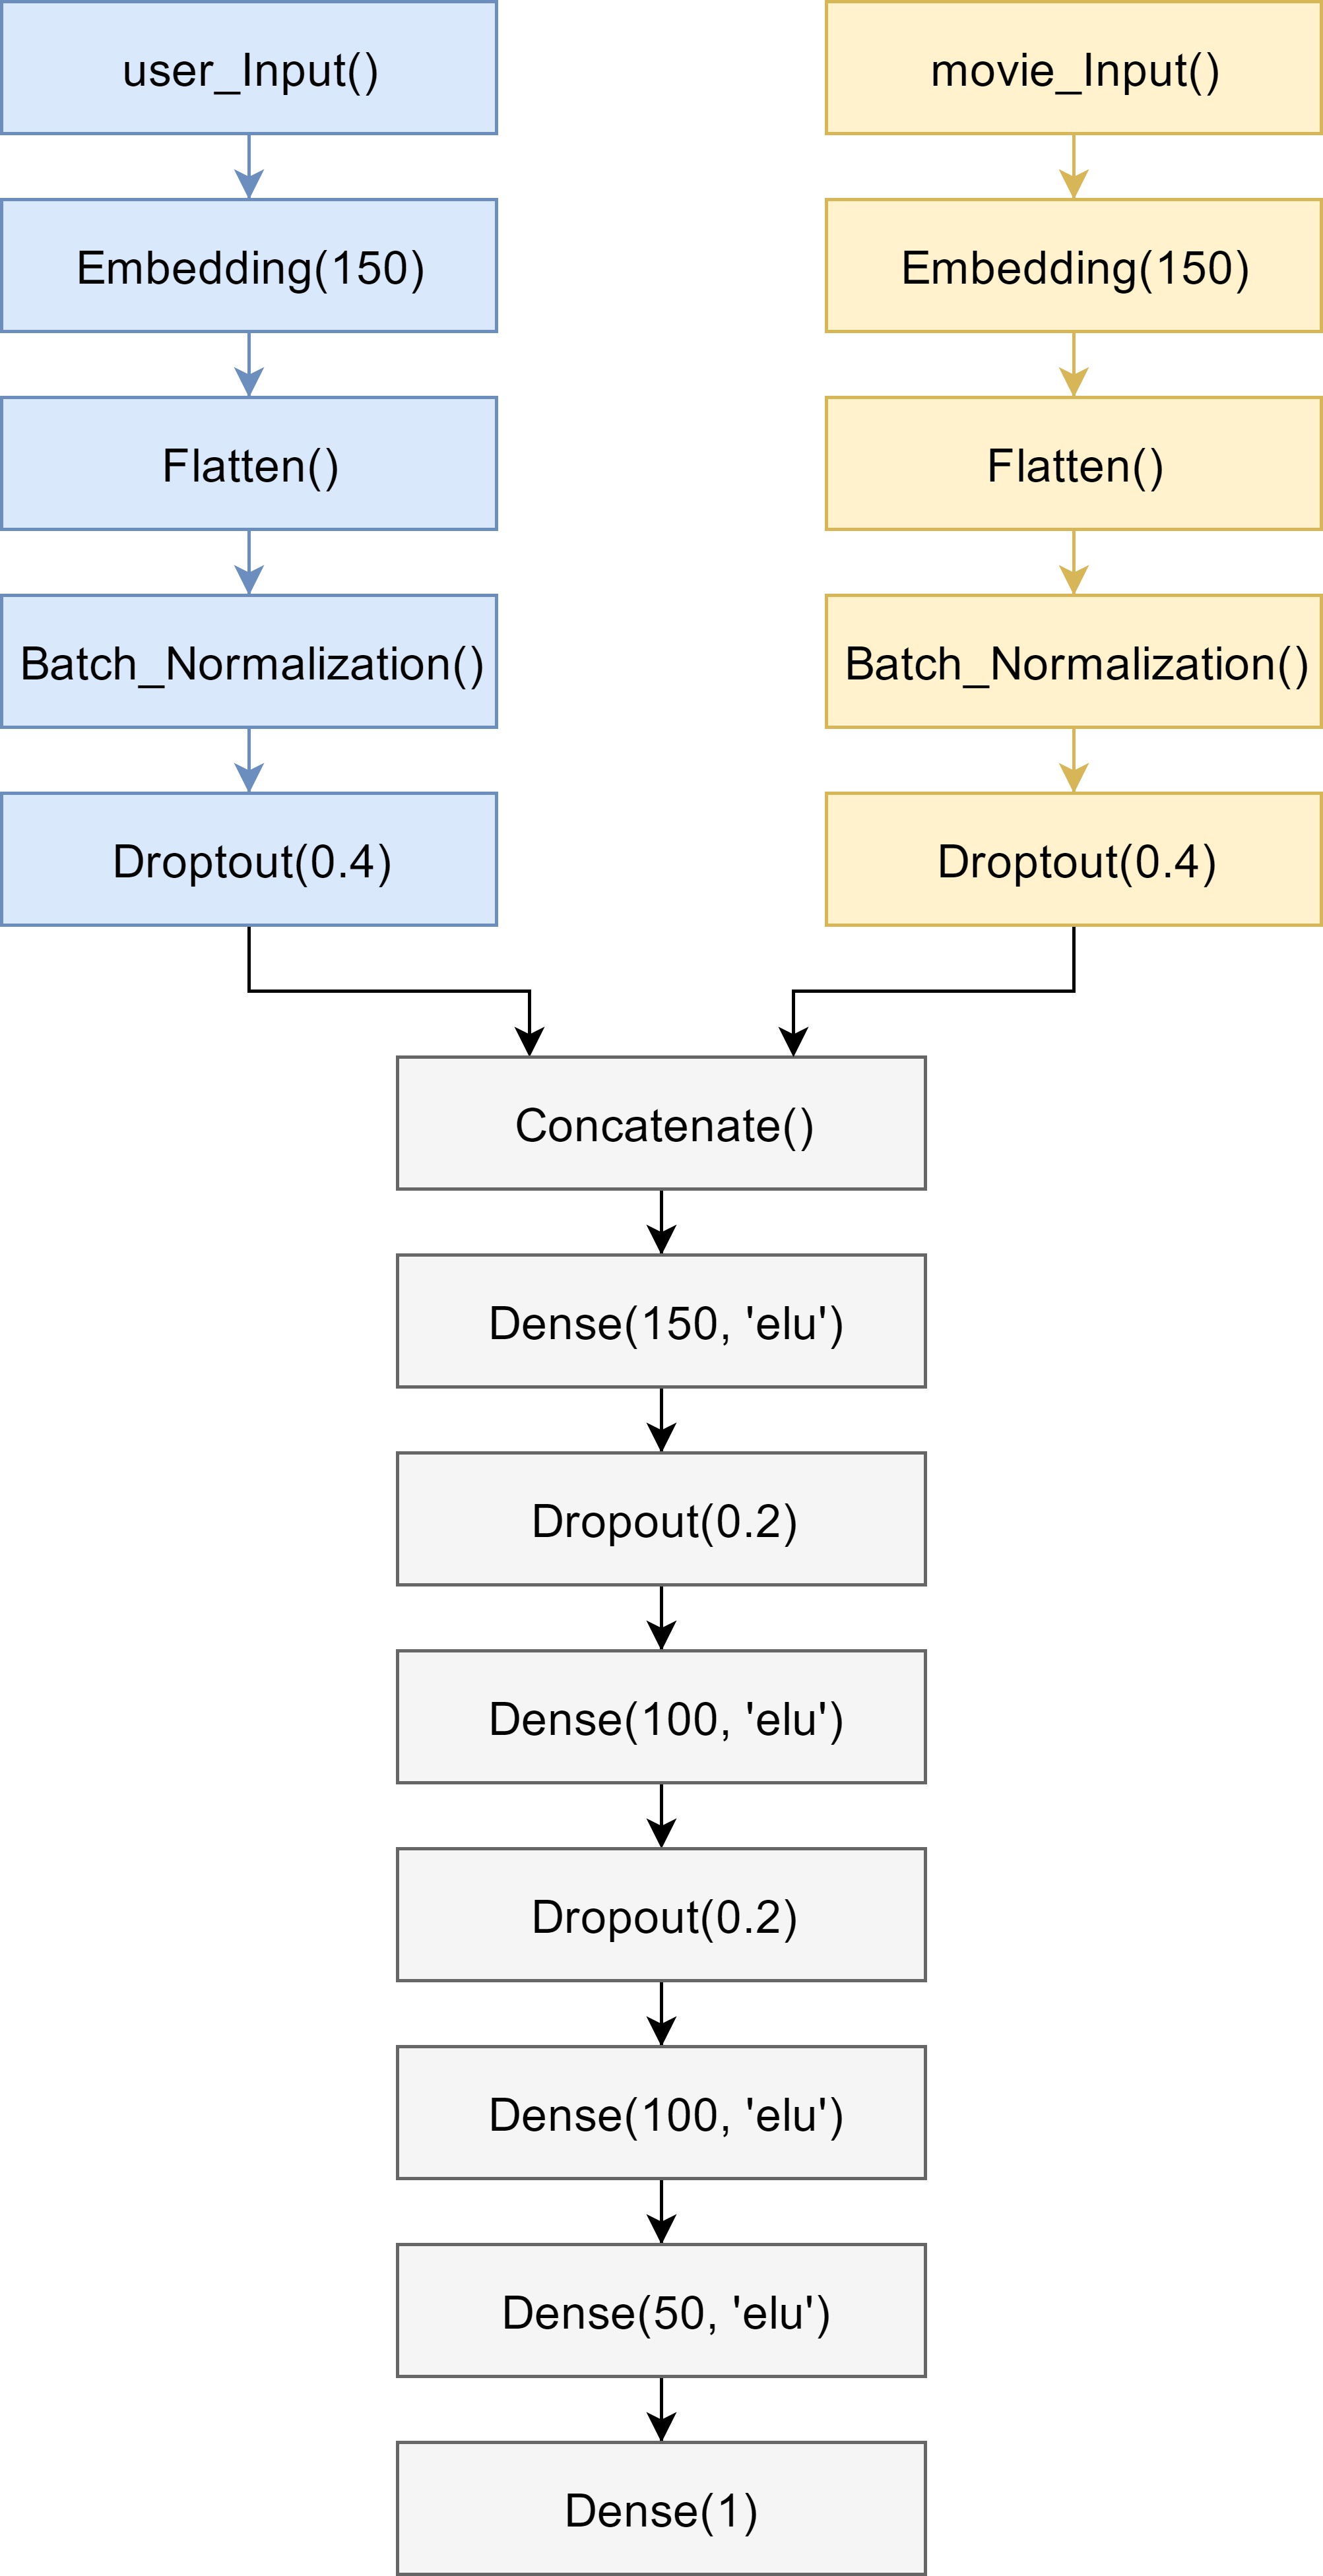 user_Input()
Embedding(150)
Flatten()
Batch_Normalization()
Droptout(0.4)
movie_Input()
Embedding(150)
Flatten()
Batch_Normalization()
Droptout(0.4)
Concatenate()
Dense(150, 'elu')
Dropout(0.2)
Dense(100, 'elu')
Dropout(0.2)
Dense(100, 'elu')
Dense(50, 'elu')
Dense(1)